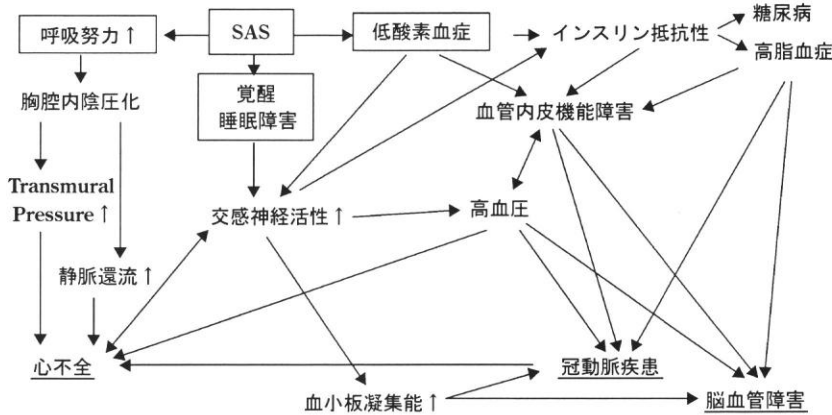 呼吸努力↑
SAS
低酸素血症
インスリン抵抗性
糖尿病
高脂血症
胸腔内陰圧化
覚醒
睡眠障害
血管内皮機能障害
Transmural
Pressure↑
交感神経活性↑
高血圧
静脈還流↑
心不全
冠動脈疾患
血小板凝集能↑
脳血管障害